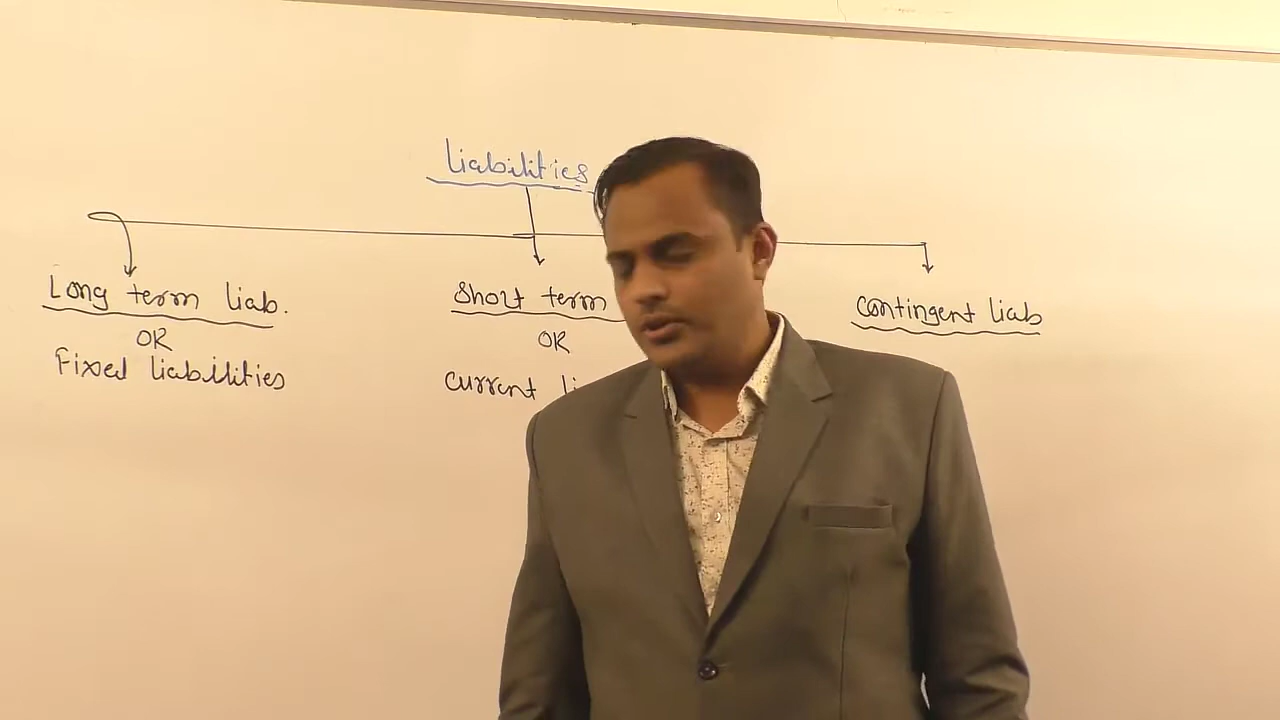 Liabilities
Long term liab.
OR
Fixed liabilities
Short term
OR
Current
Contingent liab